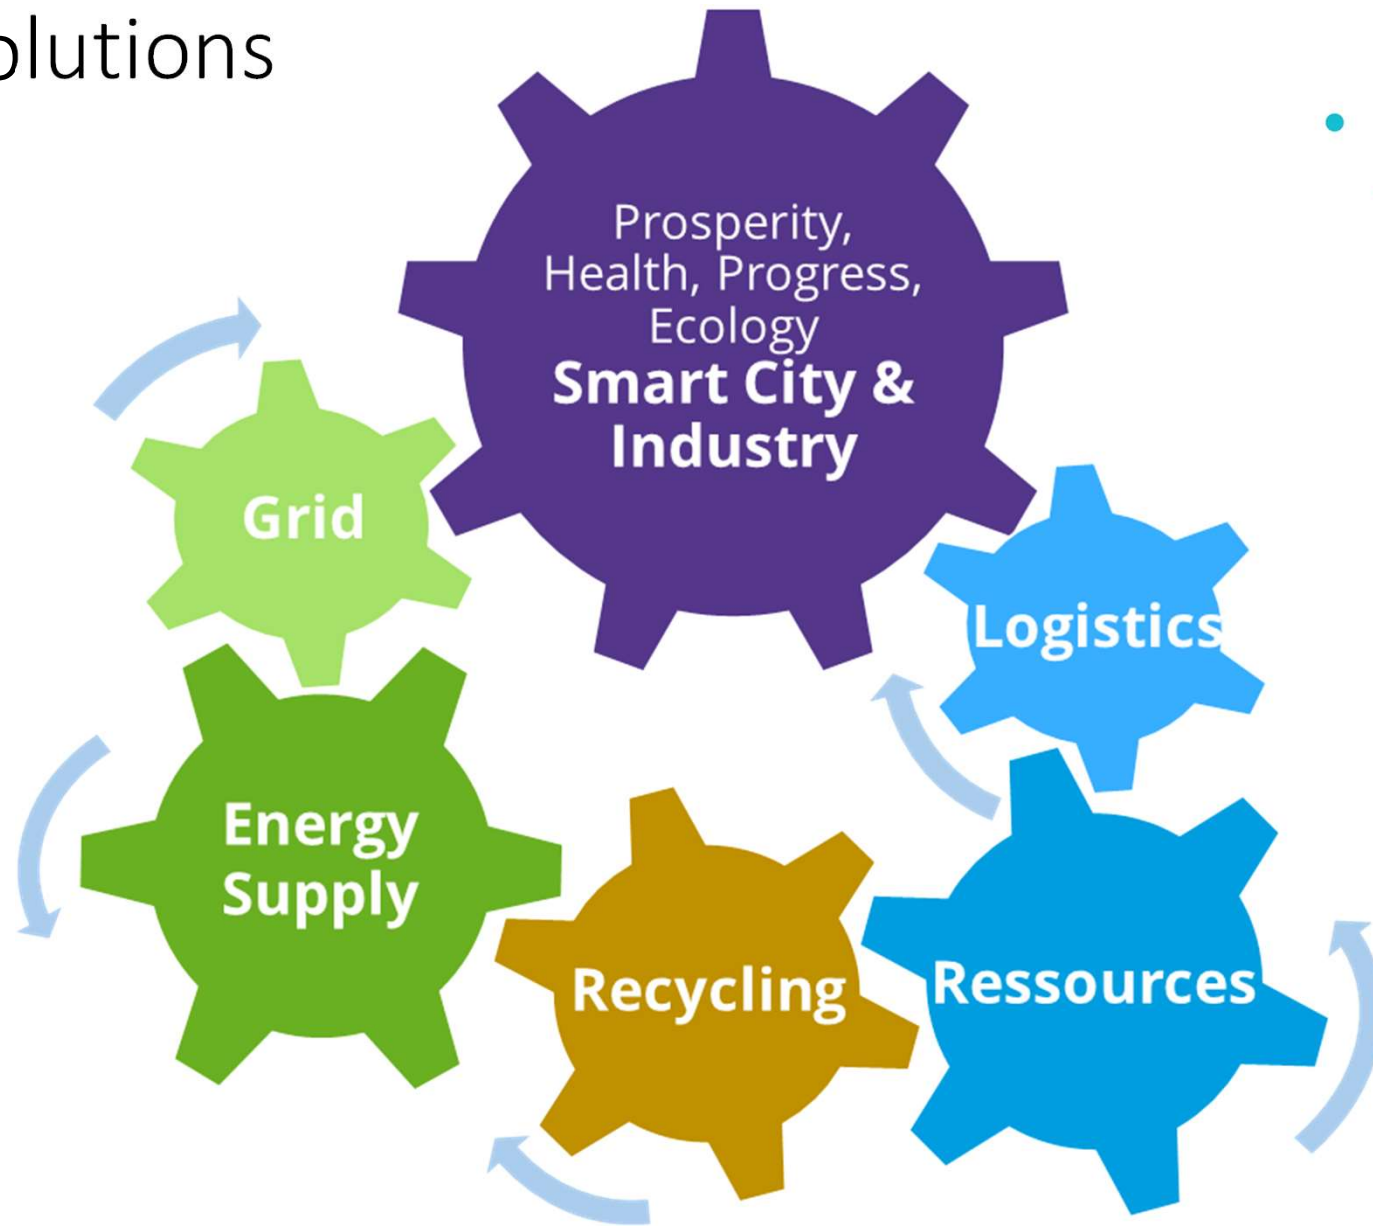 olutions
Prosperity,
Health, Progress,
Ecology
Smart City &
Industry
Grid
Logistics
Energy
Supply
Recycling
Ressources